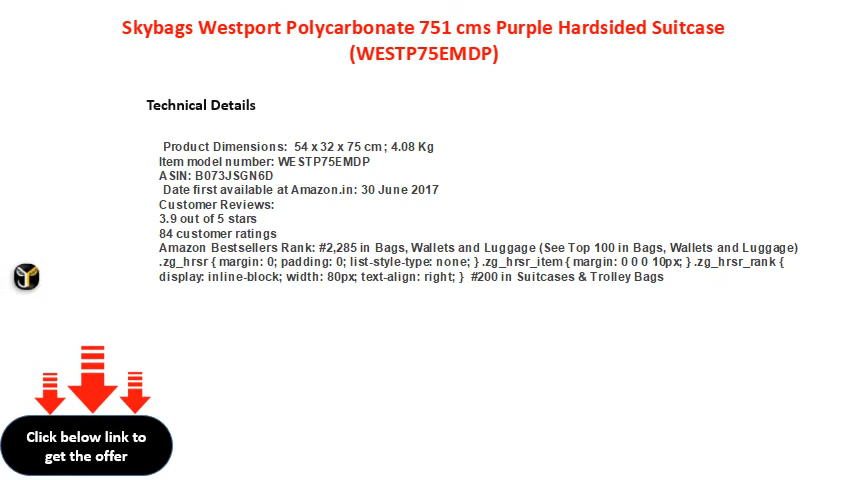 Skybags Westport Polycarbonate 751 cms Purple Hardsided Suitcase
(WESTP75EMDP)
Technical Details
Product Dimensions: 54 x 32 x 75 cm; 4.08 Kg
Item model number: WESTP75EMDP
ASIN: B073JSGN6D
Date first available at Amazon.in: 30 June 2017
Customer Reviews:
3.9 out of 5 stars
84 customer ratings
Amazon Bestsellers Rank: #2,285 in Bags, Wallets and Luggage (See Top 100 in Bags, Wallets and Luggage)
.zg_hrsr { margin: 0; padding: 0; list-style-type: none; } .zg_hrsr_item { margin: 0 0 0 10px; } .zg_hrsr_rank {
display: inline-block; width: 80px; text-align: right; } #200 in Suitcases & Trolley Bags
Click below link to
get the offer